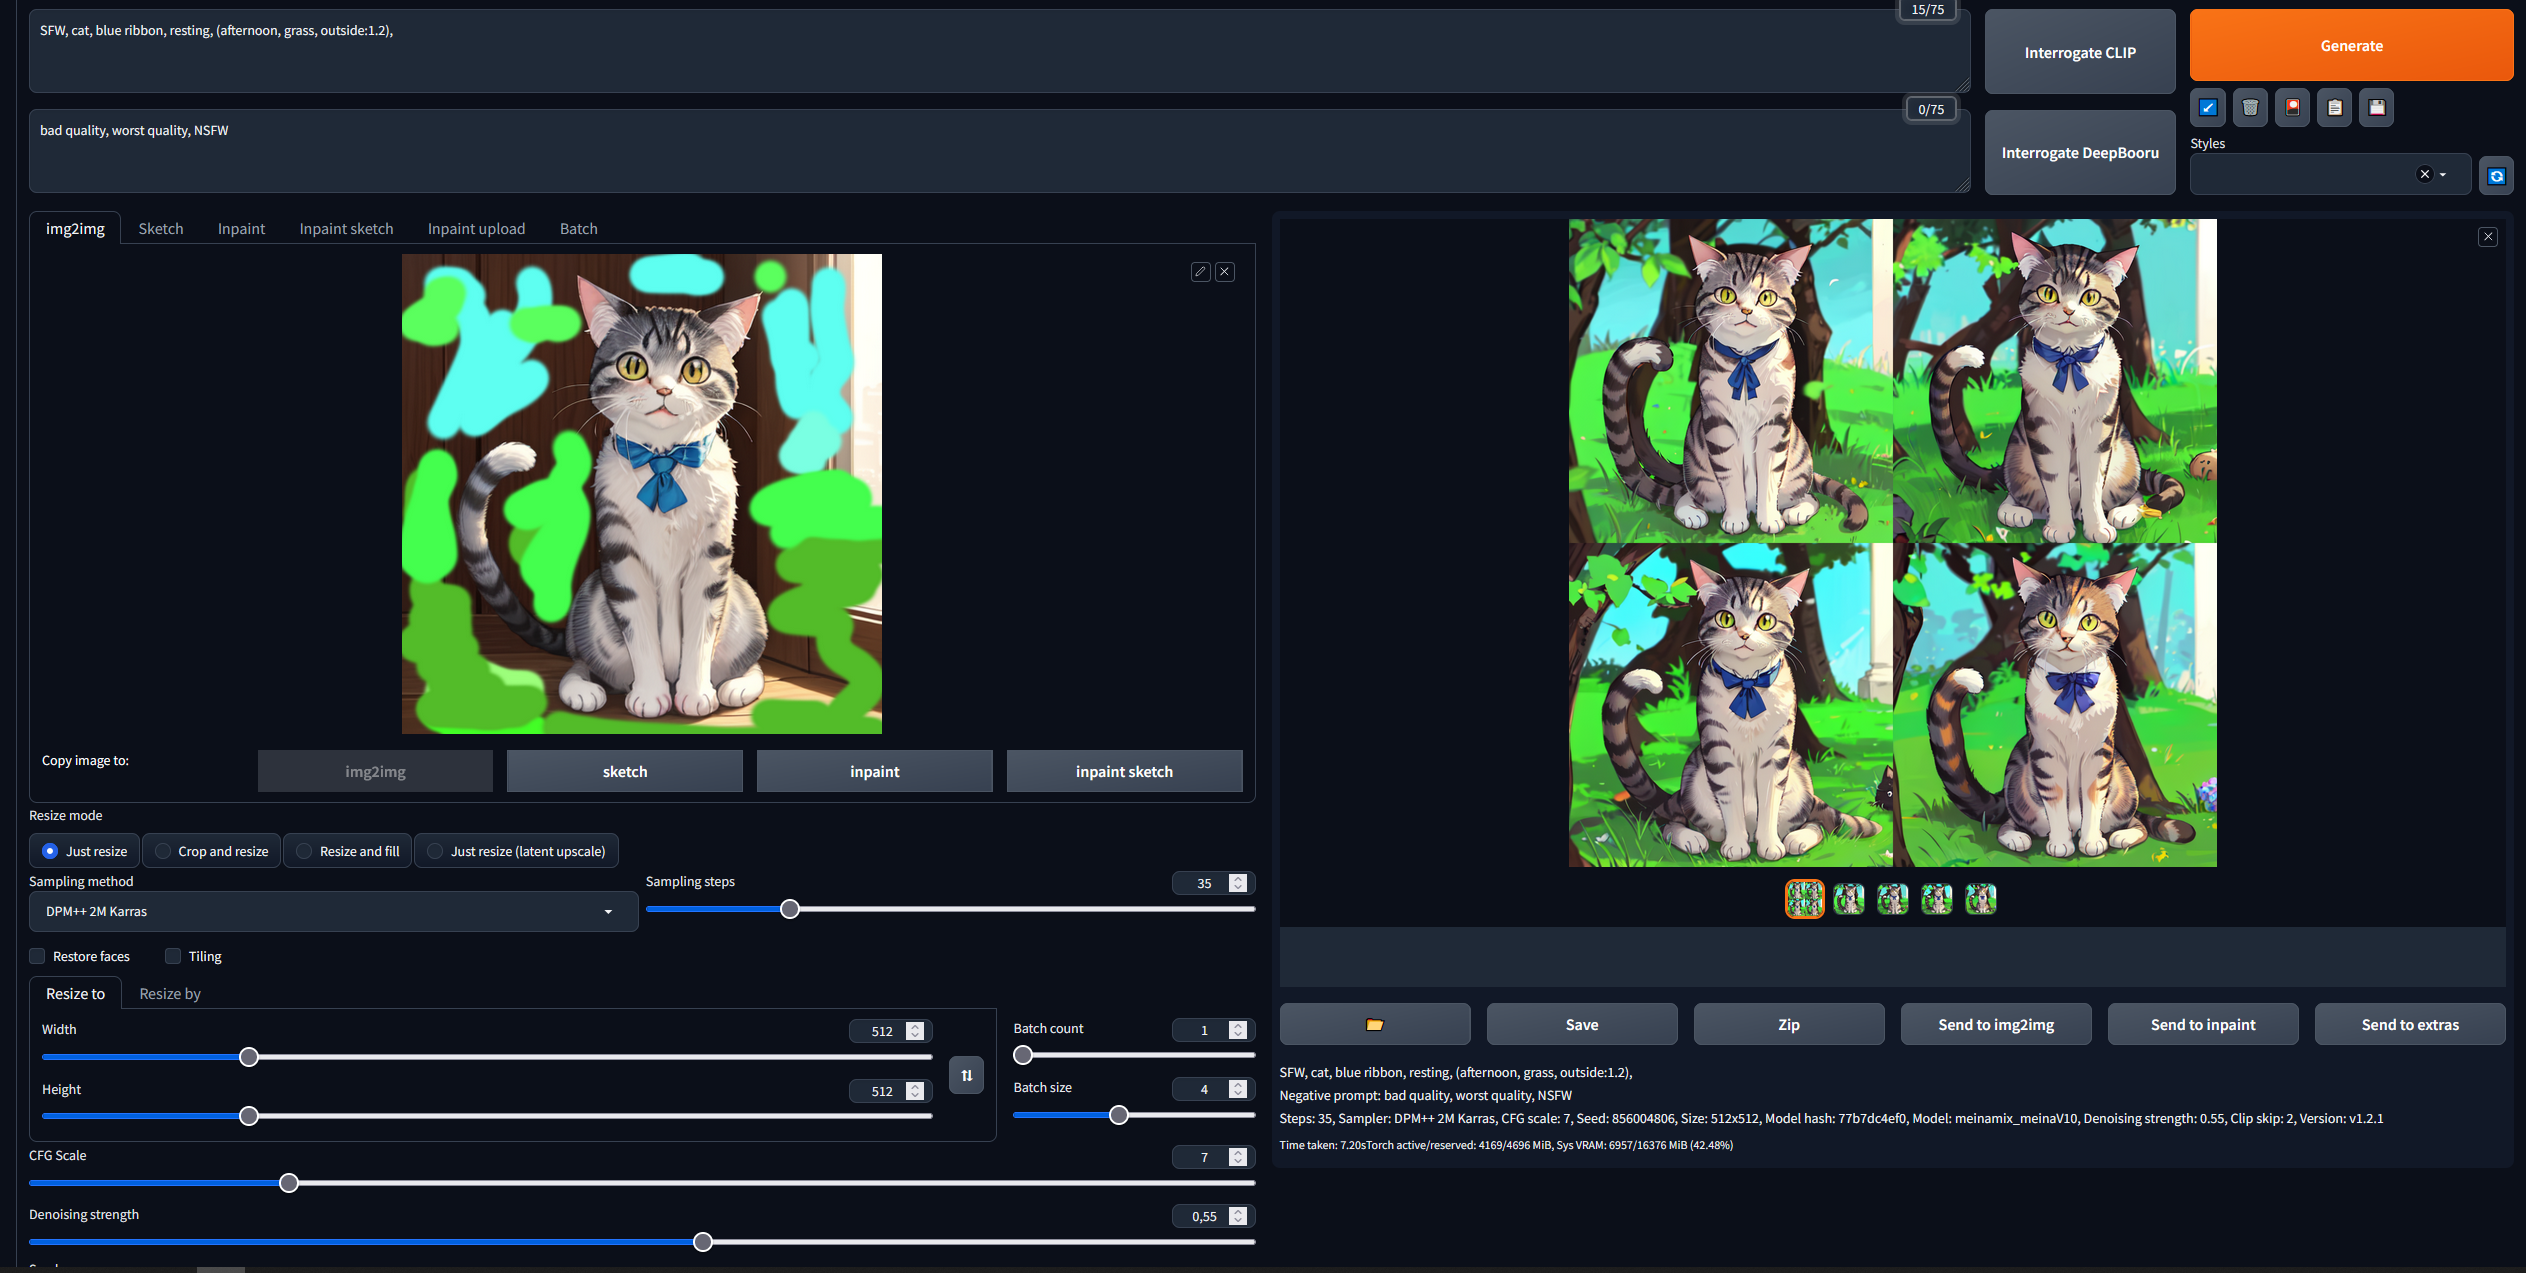 15/75
SFW, cat, blue ribbon, resting, (afternoon, grass, outside:1.2),
Interrogate CLIP
Generate
0/75
bad quality, worst quality, NSFW
Interrogate DeepBooru
Styles
img2img
Sketch
Inpaint
Inpaint sketch
Inpaint upload
Batch
Copy image to:
img2img
sketch
inpaint
inpaint sketch
Resize mode
Just resize
Crop and resize
Resize and fill
Just resize (latent upscale)
Sampling method
DPM++ 2M Karras
Sampling steps
35
Restore faces
Tiling
Resize to
Resize by
Width
512
Height
512
Batch count
1
Batch size
4
CFG Scale
7
Denoising strength
0,55
Save
Zip
Send to img2img
Send to inpaint
Send to extras
SFW, cat, blue ribbon, resting, (afternoon, grass, outside:1.2),
Negative prompt: bad quality, worst quality, NSFW
Steps: 35, Sampler: DPM++ 2M Karras, CFG scale: 7, Seed: 856004806, Size: 512x512, Model hash: 77b7dc4ef0, Model: meinamix_meinaV10, Denoising strength: 0.55, Clip skip: 2, Version: v1.2.1
Time taken: 7.20sTorch active/reserved: 4169/4696 MiB, Sys VRAM: 6957/16376 MiB (42.48%)